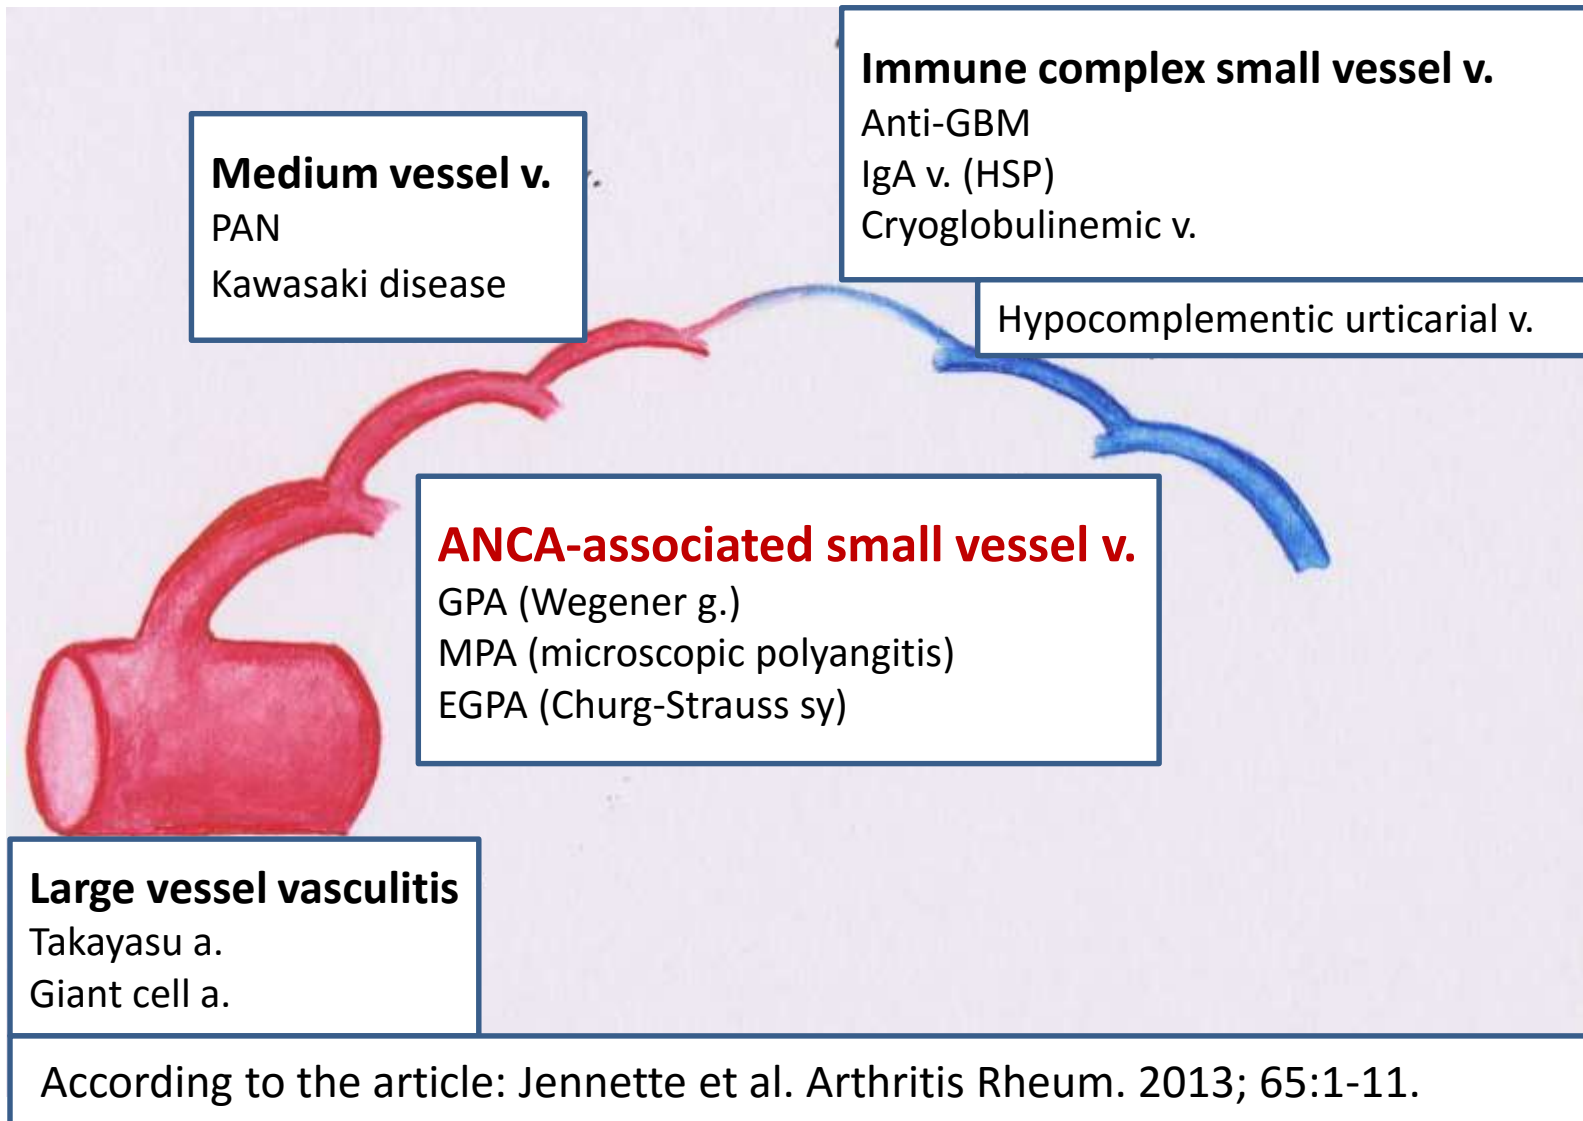 Immune complex small vessel v.
Anti-GBM
IgA v. (HSP)
Cryoglobulinemic v.
Hypocomplementic urticarial v.
Medium vessel v.
PAN
Kawasaki disease
ANCA-associated small vessel v.
GPA (Wegener g.)
MPA (microscopic polyangitis)
EGPA (Churg-Strauss sy)
Large vessel vasculitis
Takayasu a.
Giant cell a.
According to the article: Jennette et al. Arthritis Rheum. 2013; 65:1-11.